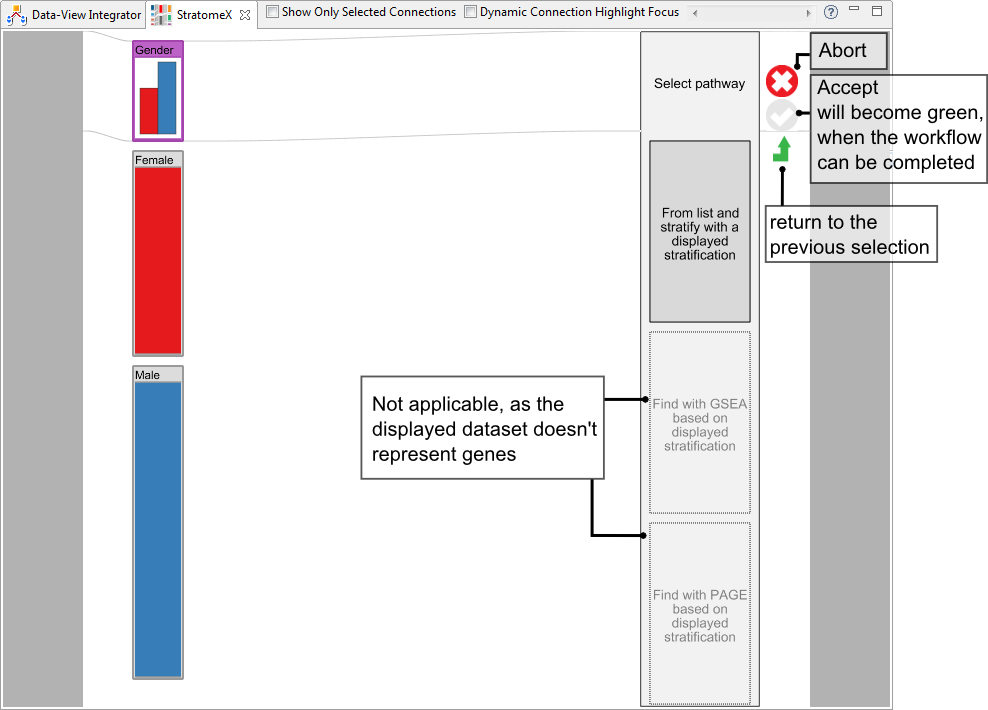 Data-View Integrator
StratomeX
Show Only Selected Connections
Dynamic Connection Highlight Focus
?
Gender
Female
Male
Select pathway
From list and
stratify with a
displayed
stratification
Find with GSEA
based on
displayed
stratification
Find with PAGE
based on
displayed
stratification
Abort
Accept
will become green,
when the workflow
can be completed
return to the
previous selection
Not applicable, as the
displayed dataset doesn't
represent genes